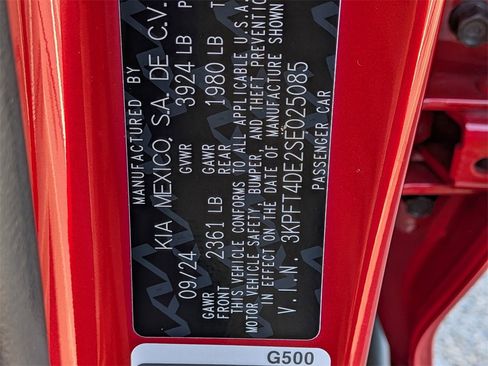 MANUFACTURED BY
KIA MEXICO, S.A. DE C.V.
09/24 GVWR 3924 LB
GAWR FRONT 2361 LB GAWR REAR 1980 LB
THIS VEHICLE CONFORMS TO ALL APPLICABLE U.S.A.
MOTOR VEHICLE SAFETY, BUMPER, AND THEFT PREVENTION
IN EFFECT ON THE DATE OF MANUFACTURE SHOWN
V.I.N. 3KPFT4DE2SE025085
PASSENGER CAR
G500